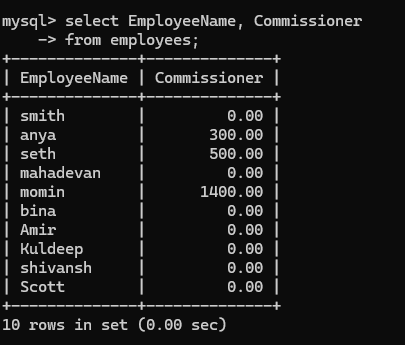 mysql> select EmployeeName, Commissioner
    -> from employees;
+--------------+--------------+
| EmployeeName | Commissioner |
+--------------+--------------+
| smith        |         0.00 |
| anya         |       300.00 |
| seth         |       500.00 |
| mahadevan    |         0.00 |
| momin        |      1400.00 |
| bina         |         0.00 |
| Amir         |         0.00 |
| Kuldeep      |         0.00 |
| shivansh     |         0.00 |
| Scott        |         0.00 |
+--------------+--------------+
10 rows in set (0.00 sec)